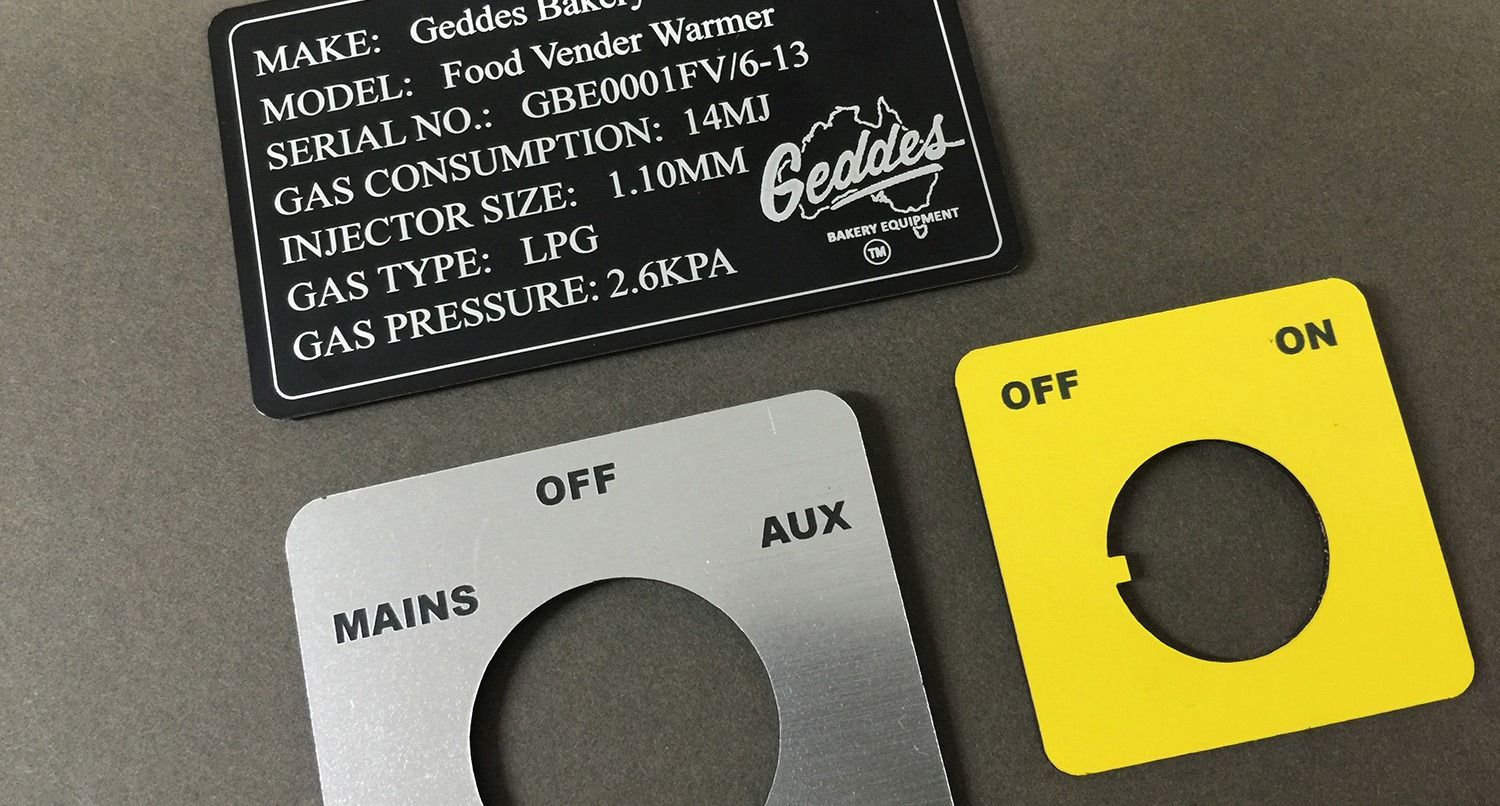 MAKE: Geddes Bakery
MODEL: Food Vender Warmer
SERIAL NO.: GBE0001FV/6-13
GAS CONSUMPTION: 14MJ
INJECTOR SIZE: 1.10MM
GAS TYPE: LPG
GAS PRESSURE: 2.6KPA
Geddes
BAKERY EQUIPMENT
TM
OFF
AUX
MAINS
OFF
ON